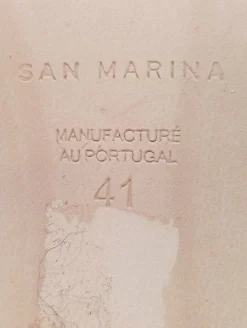 SAN MARINA
MANUFACTURÉ
AU PORTUGAL
41